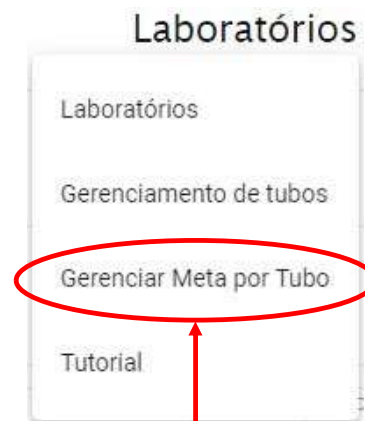 Laboratórios
Laboratórios
Gerenciamento de tubos
Gerenciar Meta por Tubo
Tutorial